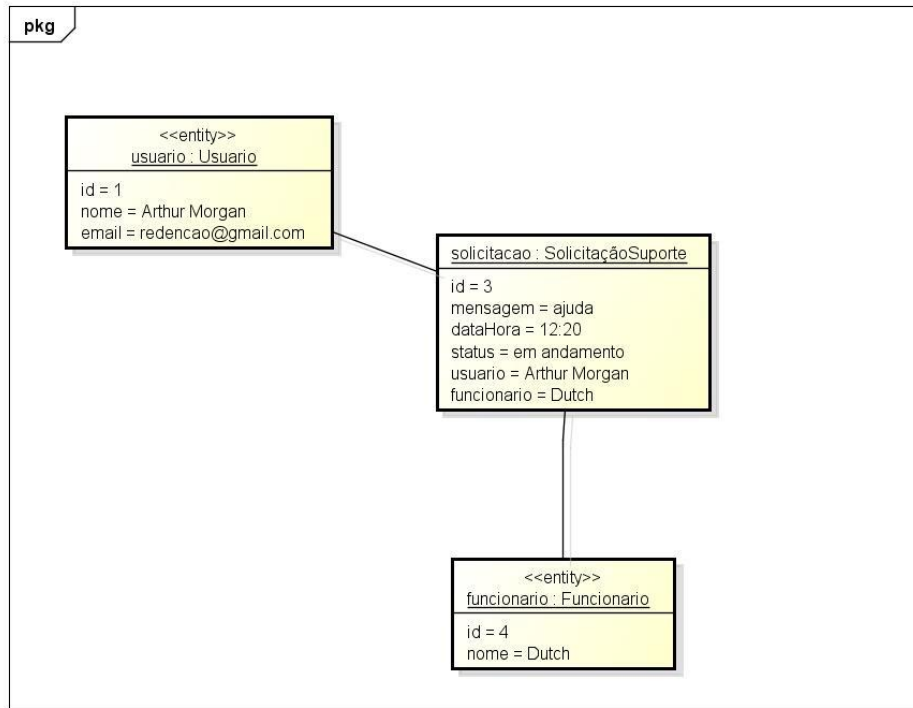 pkg
<<entity>>
usuario : Usuario
id = 1
nome = Arthur Morgan
email = redencao@gmail.com
solicitacao : SolicitaçãoSuporte
id = 3
mensagem = ajuda
dataHora = 12:20
status = em andamento
usuario = Arthur Morgan
funcionario = Dutch
<<entity>>
funcionario : Funcionario
id = 4
nome = Dutch